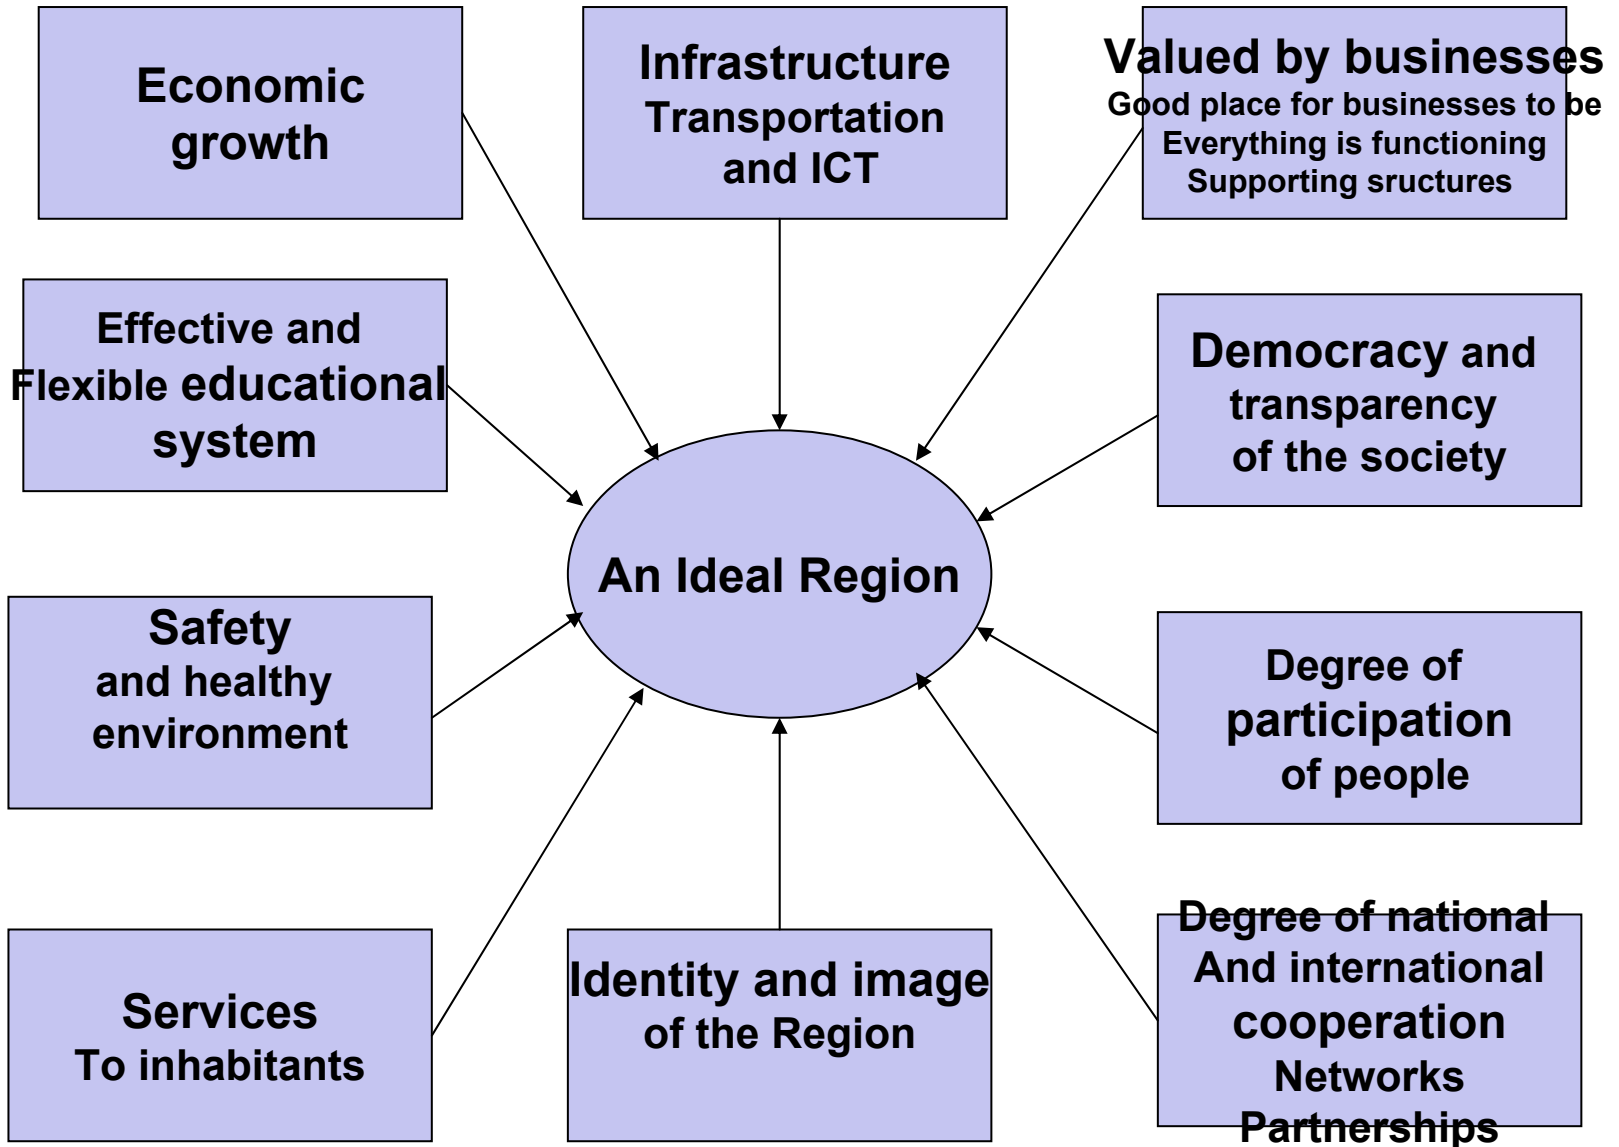 Economic
growth
Infrastructure
Transportation
and ICT
Valued by businesses
Good place for businesses to be
Everything is functioning
Supporting sructures
Effective and
Flexible educational
system
Democracy and
transparency
of the society
An Ideal Region
Safety
and healthy
environment
Degree of
participation
of people
Services
To inhabitants
Identity and image
of the Region
Degree of national
And international
cooperation
Networks
Partnerships